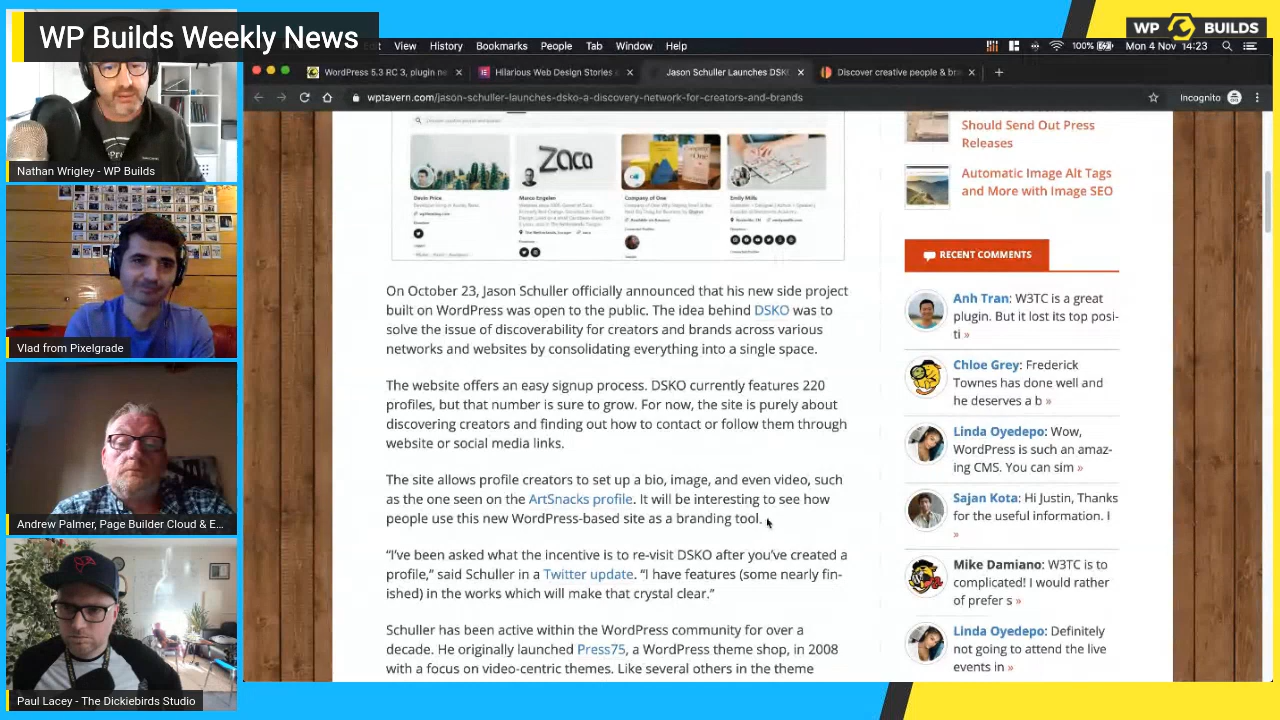 WP Builds Weekly News
WP BUILDS
View History Bookmarks People Tab Window Help
100% Mon 4 Nov 14:23
WordPress 5.3 RC 3, plugin ne
Hilarious Web Design Stories
Jason Schuller Launches DSK
Discover creative people & bra
wptavern.com/jason-schuller-launches-dsko-a-discovery-network-for-creators-and-brands
Incognito
Nathan Wrigley - WP Builds
Vlad from Pixelgrade
Andrew Palmer, Page Builder Cloud & E...
Paul Lacey - The Dickiebirds Studio
ZACA
Devin Price
Marco Engelen
Company of One
Emily Mills
On October 23, Jason Schuller officially announced that his new side project
built on WordPress was open to the public. The idea behind DSKO was to
solve the issue of discoverability for creators and brands across various
networks and websites by consolidating everything into a single space.
The website offers an easy signup process. DSKO currently features 220
profiles, but that number is sure to grow. For now, the site is purely about
discovering creators and finding out how to contact or follow them through
website or social media links.
The site allows profile creators to set up a bio, image, and even video, such
as the one seen on the ArtSnacks profile. It will be interesting to see how
people use this new WordPress-based site as a branding tool.
“I’ve been asked what the incentive is to re-visit DSKO after you’ve created a
profile,” said Schuller in a Twitter update. “I have features (some nearly fin-
ished) in the works which will make that crystal clear.”
Schuller has been active within the WordPress community for over a
decade. He originally launched Press75, a WordPress theme shop, in 2008
with a focus on video-centric themes. Like several others in the theme
Should Send Out Press
Releases
Automatic Image Alt Tags
and More with Image SEO
RECENT COMMENTS
Anh Tran: W3TC is a great
plugin. But it lost its top posi-
ti »
Chloe Grey: Frederick
Townes has done well and
he deserves a b »
Linda Oyedepo: Wow,
WordPress is such an amaz-
ing CMS. You can sim »
Sajan Kota: Hi Justin, Thanks
for the useful information. I
»
Mike Damiano: W3TC is to
complicated! I would rather
of prefer s »
Linda Oyedepo: Definitely
not going to attend the live
events in »